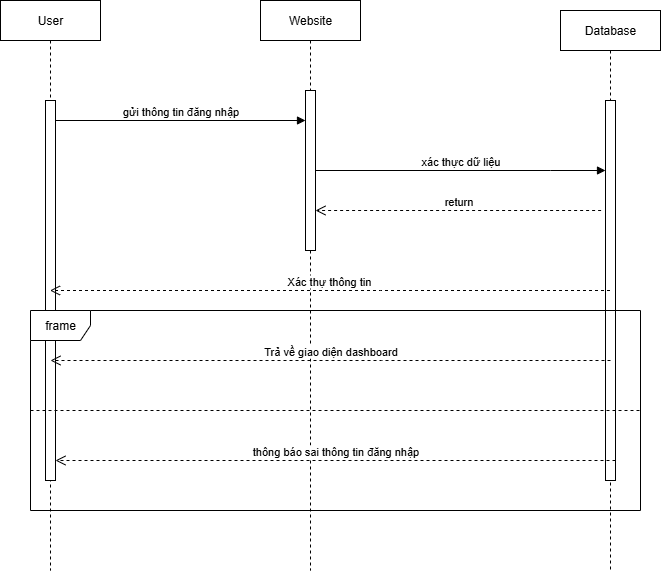 User
Website
Database
gửi thông tin đăng nhập
xác thực dữ liệu
return
Xác thự thông tin
frame
Trả về giao diện dashboard
thông báo sai thông tin đăng nhập